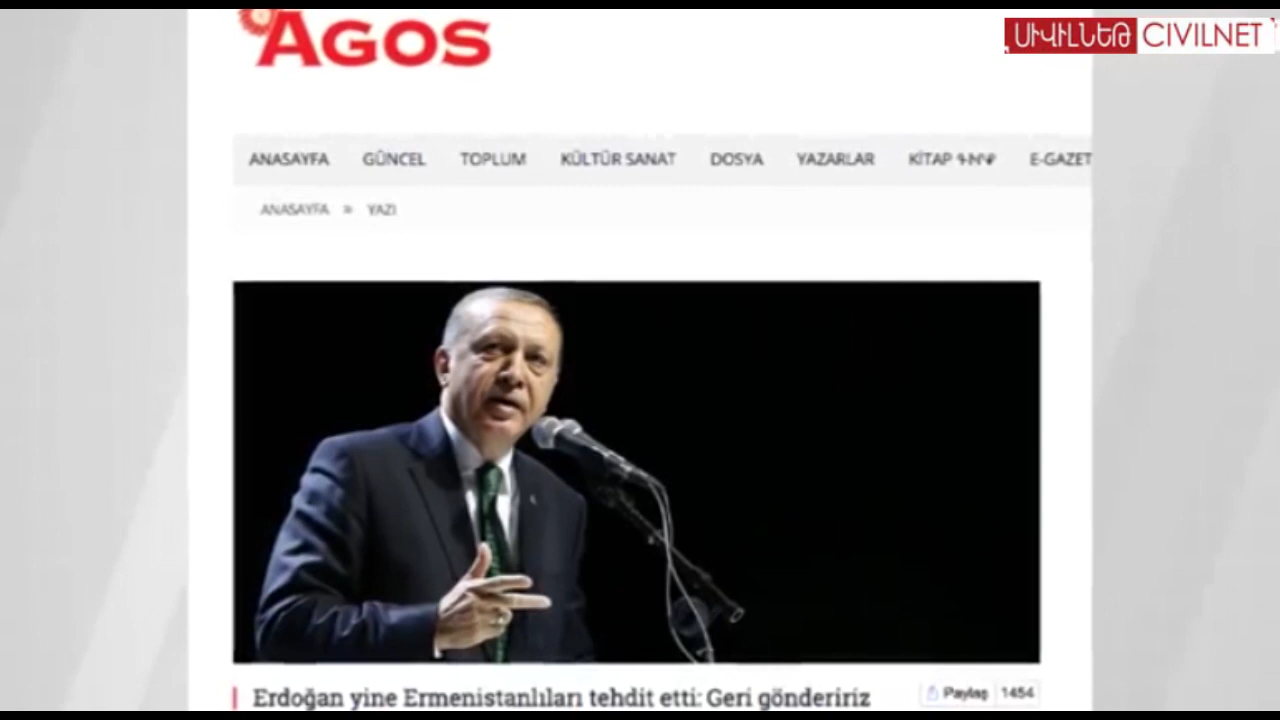 AGOS
ՍԻՎԻԼՆԵԹ CIVILNET
ANASAYFA GÜNCEL TOPLUM KÜLTÜR SANAT DOSYA YAZARLAR KİTAP ԳԻՐՔ E-GAZET
ANASAYFA » YAZI
Erdoğan yine Ermenistanlıları tehdit etti: Geri göndeririz
Paylaş 1454